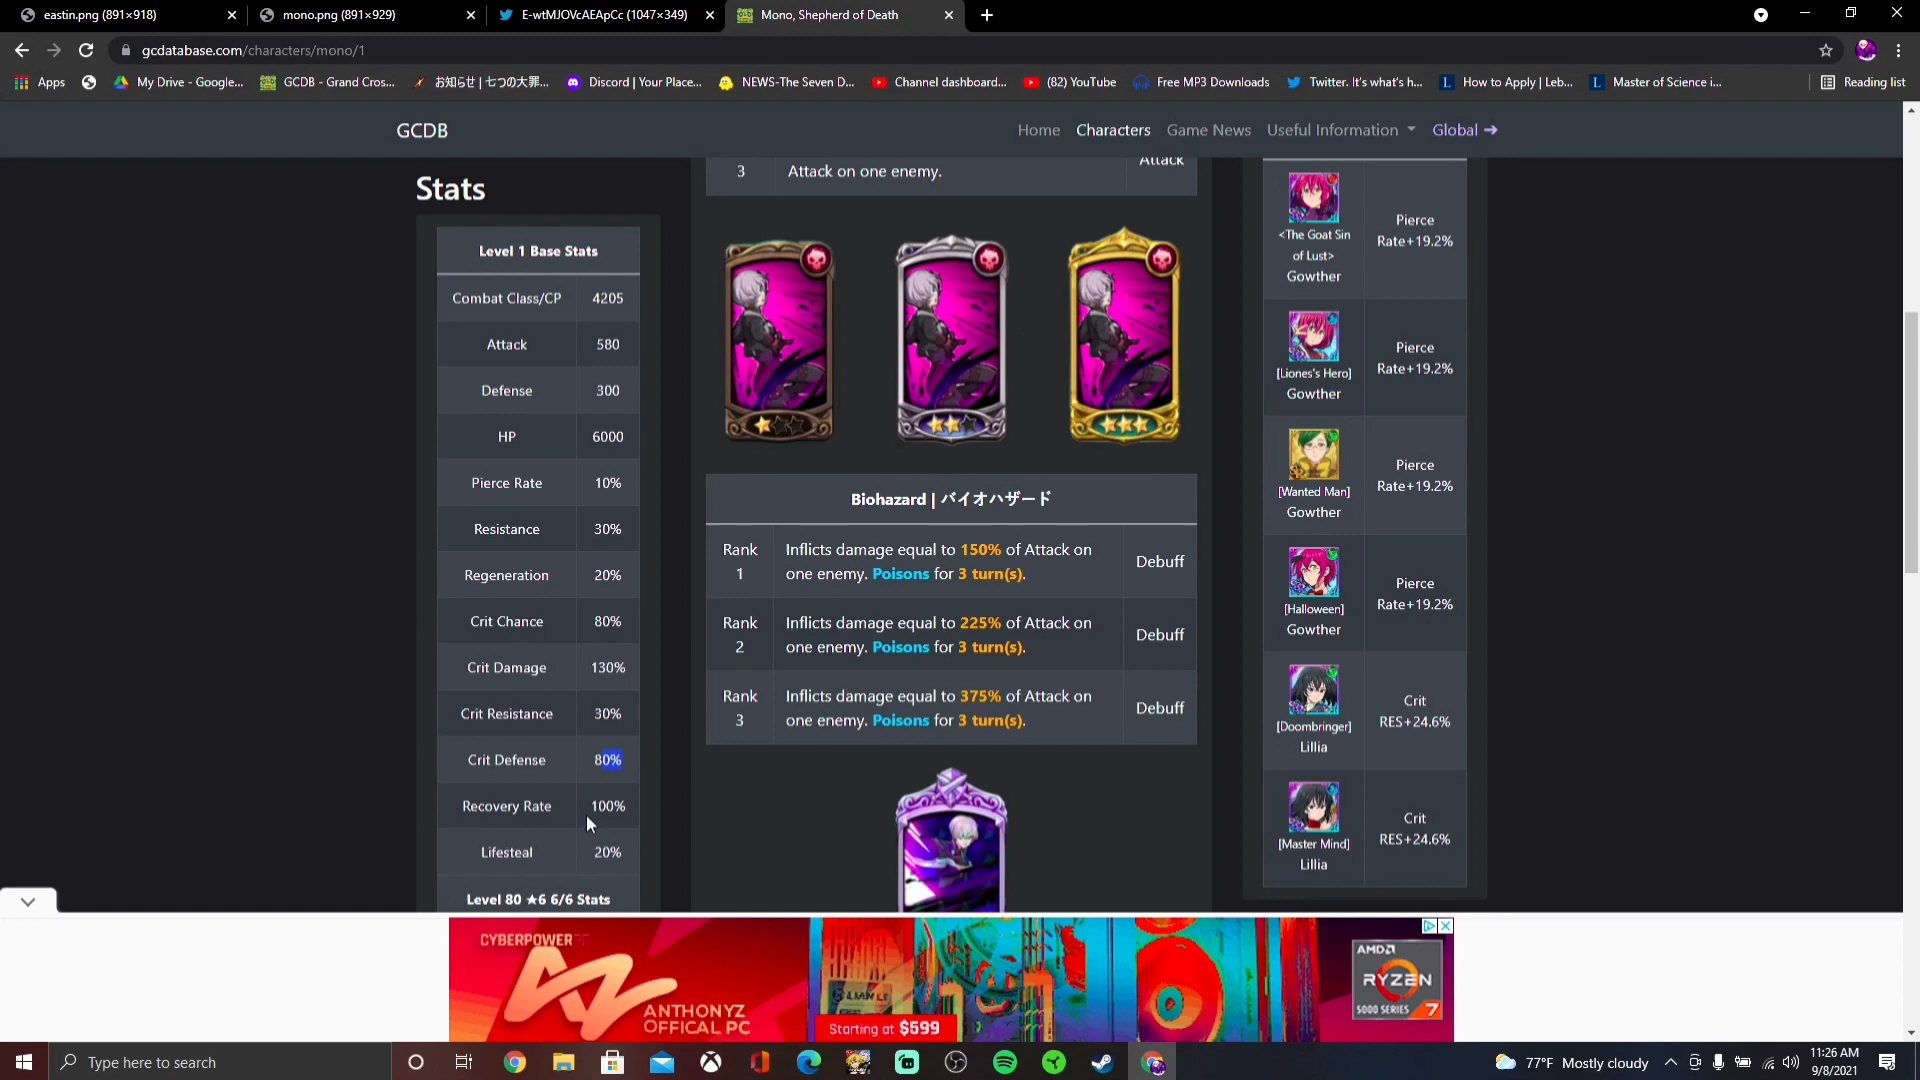 eastin.png (891×918)
mono.png (891×929)
E-wtMJOVcAEApCc (1047×349)
Mono, Shepherd of Death
gcdatabase.com/characters/mono/1
Apps
My Drive - Google...
GCDB - Grand Cros...
お知らせ | 七つの大罪...
Discord | Your Place...
NEWS-The Seven D...
Channel dashboard...
(82) YouTube
Free MP3 Downloads
Twitter. It's what's h...
How to Apply | Leb...
Master of Science i...
Reading list
GCDB
Home
Characters
Game News
Useful Information
Global
Stats
Level 1 Base Stats
Combat Class/CP 4205
Attack 580
Defense 300
HP 6000
Pierce Rate 10%
Resistance 30%
Regeneration 20%
Crit Chance 80%
Crit Damage 130%
Crit Resistance 30%
Crit Defense 80%
Recovery Rate 100%
Lifesteal 20%
Level 80 ★6 6/6 Stats
3
Attack on one enemy.
Attack
Biohazard | バイオハザード
Rank
1
Inflicts damage equal to 150% of Attack on
one enemy. Poisons for 3 turn(s).
Debuff
Rank
2
Inflicts damage equal to 225% of Attack on
one enemy. Poisons for 3 turn(s).
Debuff
Rank
3
Inflicts damage equal to 375% of Attack on
one enemy. Poisons for 3 turn(s).
Debuff
<The Goat Sin
of Lust>
Gowther
Pierce
Rate+19.2%
[Liones's Hero]
Gowther
Pierce
Rate+19.2%
[Wanted Man]
Gowther
Pierce
Rate+19.2%
[Halloween]
Gowther
Pierce
Rate+19.2%
[Doombringer]
Lillia
Crit
RES+24.6%
[Master Mind]
Lillia
Crit
RES+24.6%
CYBERPOWER
ANTHONYZ
OFFICAL PC
Starting at $599
AMD
RYZEN
5000 SERIES
7
Type here to search
77°F Mostly cloudy
11:26 AM
9/8/2021